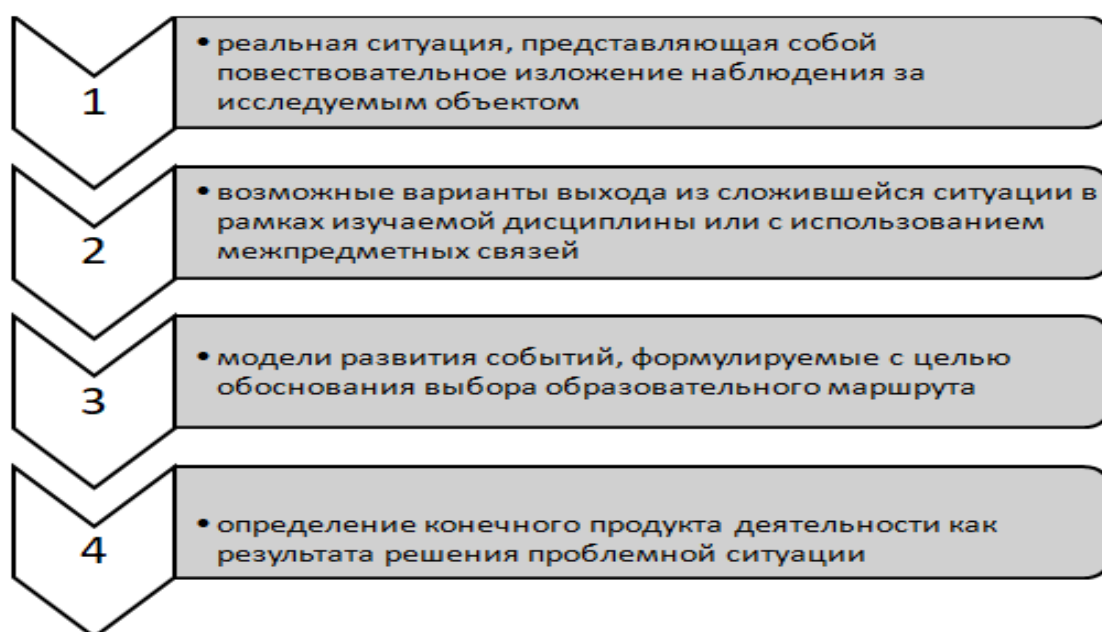 1
• реальная ситуация, представляющая собой
повествовательное изложение наблюдения за
исследуемым объектом
2
• возможные варианты выхода из сложившейся ситуации в
рамках изучаемой дисциплины или с использованием
межпредметных связей
3
• модели развития событий, формулируемые с целью
обоснования выбора образовательного маршрута
4
• определение конечного продукта деятельности как
результата решения проблемной ситуации